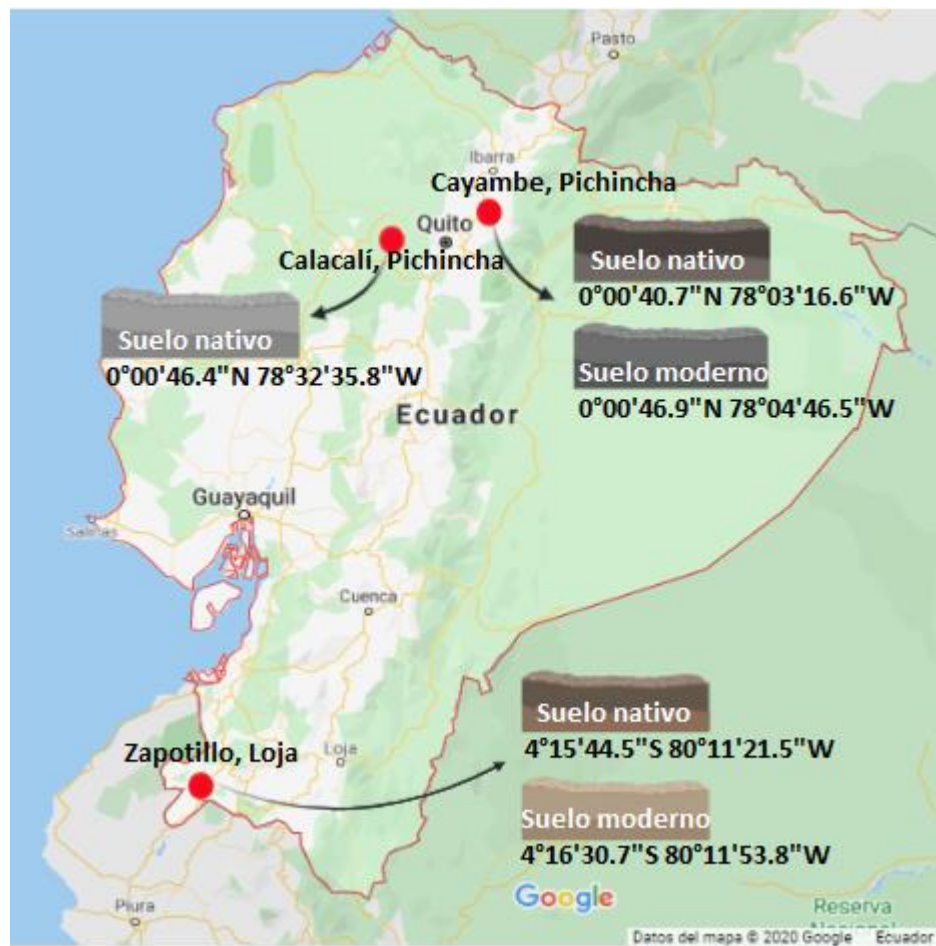 Pasto
Ibarra
Cayambe, Pichincha
Quito
Calacalí, Pichincha
Suelo nativo
0°00'40.7"N 78°03'16.6"W
Suelo nativo
0°00'46.4"N 78°32'35.8"W
Suelo moderno
0°00'46.9"N 78°04'46.5"W
Ecuador
Guayaquil
Salinas
Cuenca
Suelo nativo
4°15'44.5"S 80°11'21.5"W
Zapotillo, Loja
Loja
Suelo moderno
4°16'30.7"S 80°11'53.8"W
Google
Piura
Reserva
Nacional
Datos del mapa © 2020 Google Ecuador